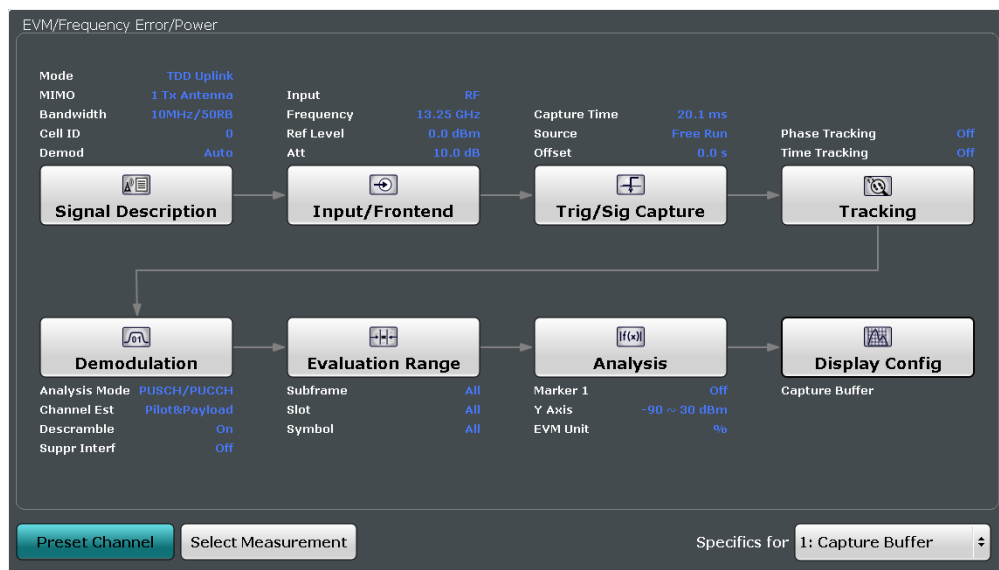 EVM/Frequency Error/Power
Mode TDD Uplink
MIMO 1 Tx Antenna
Bandwidth 10MHz/50RB
Cell ID 0
Demod Auto
Signal Description
Input RF
Frequency 13.25 GHz
Ref Level 0.0 dBm
Att 10.0 dB
Input/Frontend
Capture Time 20.1 ms
Source Free Run
Offset 0.0 s
Trig/Sig Capture
Phase Tracking Off
Time Tracking Off
Tracking
01
Demodulation
Analysis Mode PUSCH/PUCCH
Channel Est Pilot&Payload
Descramble On
Suppr Interf Off
Evaluation Range
Subframe All
Slot All
Symbol All
|f(x)|
Analysis
Marker 1 Off
Y Axis -90 ~ 30 dBm
EVM Unit %
Display Config
Capture Buffer
Preset Channel
Select Measurement
Specifics for 1: Capture Buffer